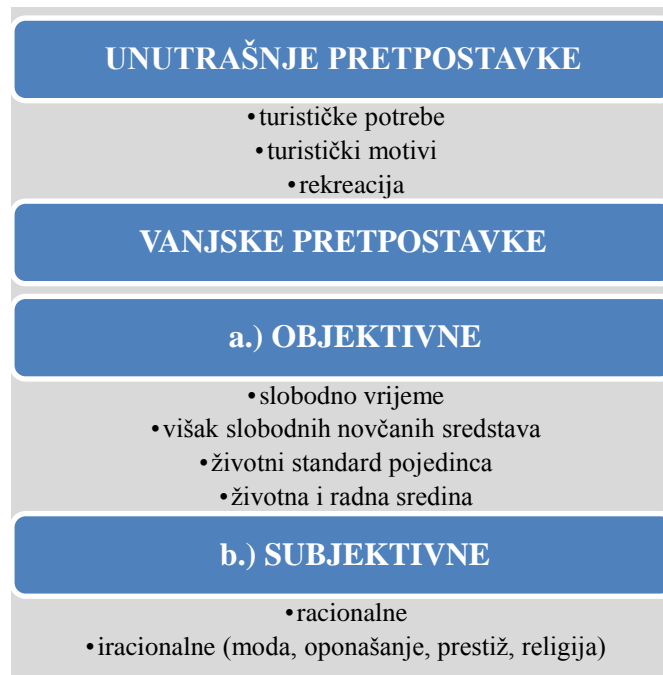 UNUTRAŠNJE PRETPOSTAVKE
•turističke potrebe
•turistički motivi
•rekreacija
VANJSKE PRETPOSTAVKE
a.) OBJEKTIVNE
•slobodno vrijeme
•višak slobodnih novčanih sredstava
•životni standard pojedinca
•životna i radna sredina
b.) SUBJEKTIVNE
•racionalne
•iracionalne (moda, oponašanje, prestiž, religija)